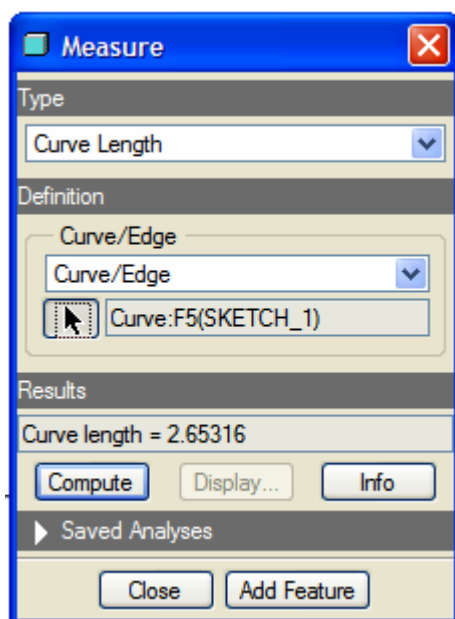 Measure
Type
Curve Length
Definition
Curve/Edge
Curve/Edge
Curve:F5(SKETCH_1)
Results
Curve length = 2.65316
Compute Display... Info
Saved Analyses
Close Add Feature